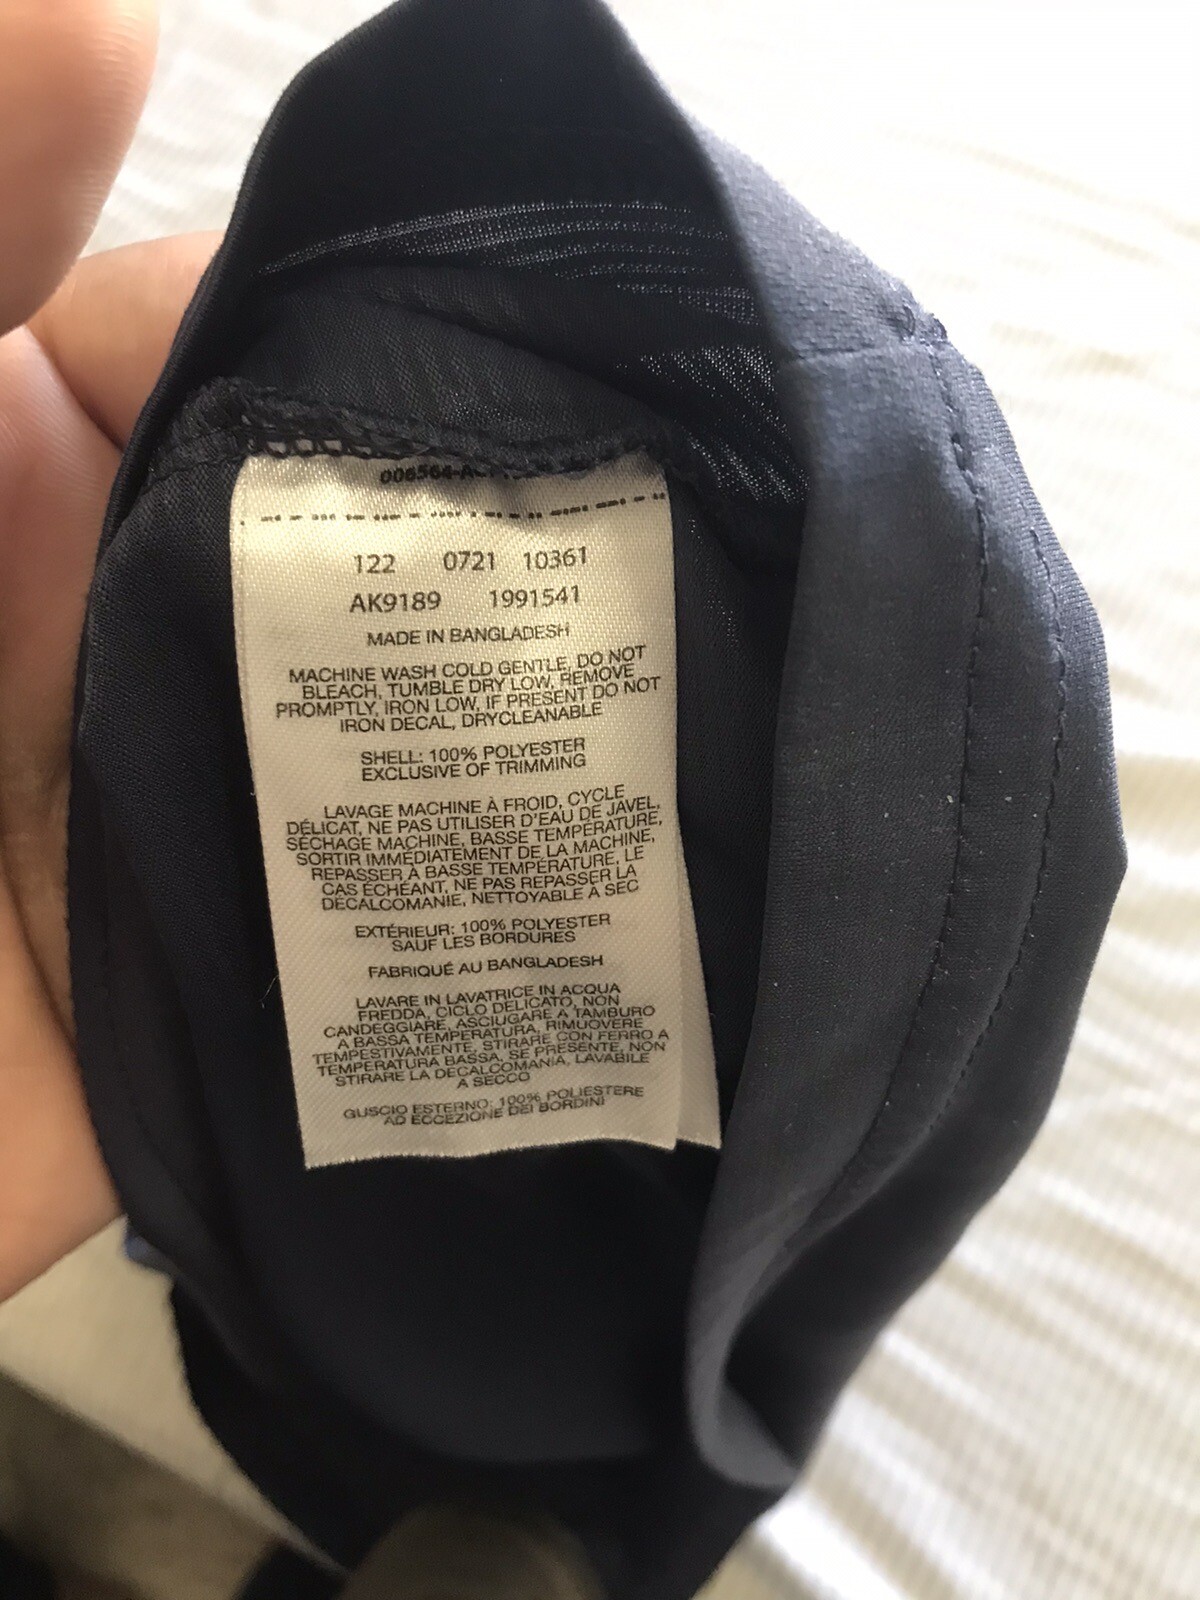 122 0721 10361
AK9189 1991541
MADE IN BANGLADESH
MACHINE WASH COLD GENTLE, DO NOT
BLEACH, TUMBLE DRY LOW, REMOVE
PROMPTLY, IRON LOW, IF PRESENT DO NOT
IRON DECAL, DRYCLEANABLE
SHELL: 100% POLYESTER
EXCLUSIVE OF TRIMMING
LAVAGE MACHINE À FROID, CYCLE
DÉLICAT, NE PAS UTILISER D'EAU DE JAVEL,
SÉCHAGE MACHINE, BASSE TEMPÉRATURE,
SORTIR IMMÉDIATEMENT DE LA MACHINE,
REPASSER À BASSE TEMPÉRATURE, LE
CAS ÉCHÉANT, NE PAS REPASSER LA
DÉCALCOMANIE, NETTOYABLE A SEC
EXTÉRIEUR: 100% POLYESTER
SAUF LES BORDURES
FABRIQUÉ AU BANGLADESH
LAVARE IN LAVATRICE IN ACQUA
FREDDA, CICLO DELICATO, NON
CANDEGGIARE, ASCIUGARE A TAMBURO
A BASSA TEMPERATURA, RIMUOVERE
TEMPESTIVAMENTE, STIRARE CON FERRO A
TEMPERATURA BASSA, SE PRESENTE, NON
STIRARE LA DECALCOMANIA, LAVABILE
A SECCO
GUSCIO ESTERNO: 100% POLIESTERE
AD ECCEZIONE DEI BORDINI